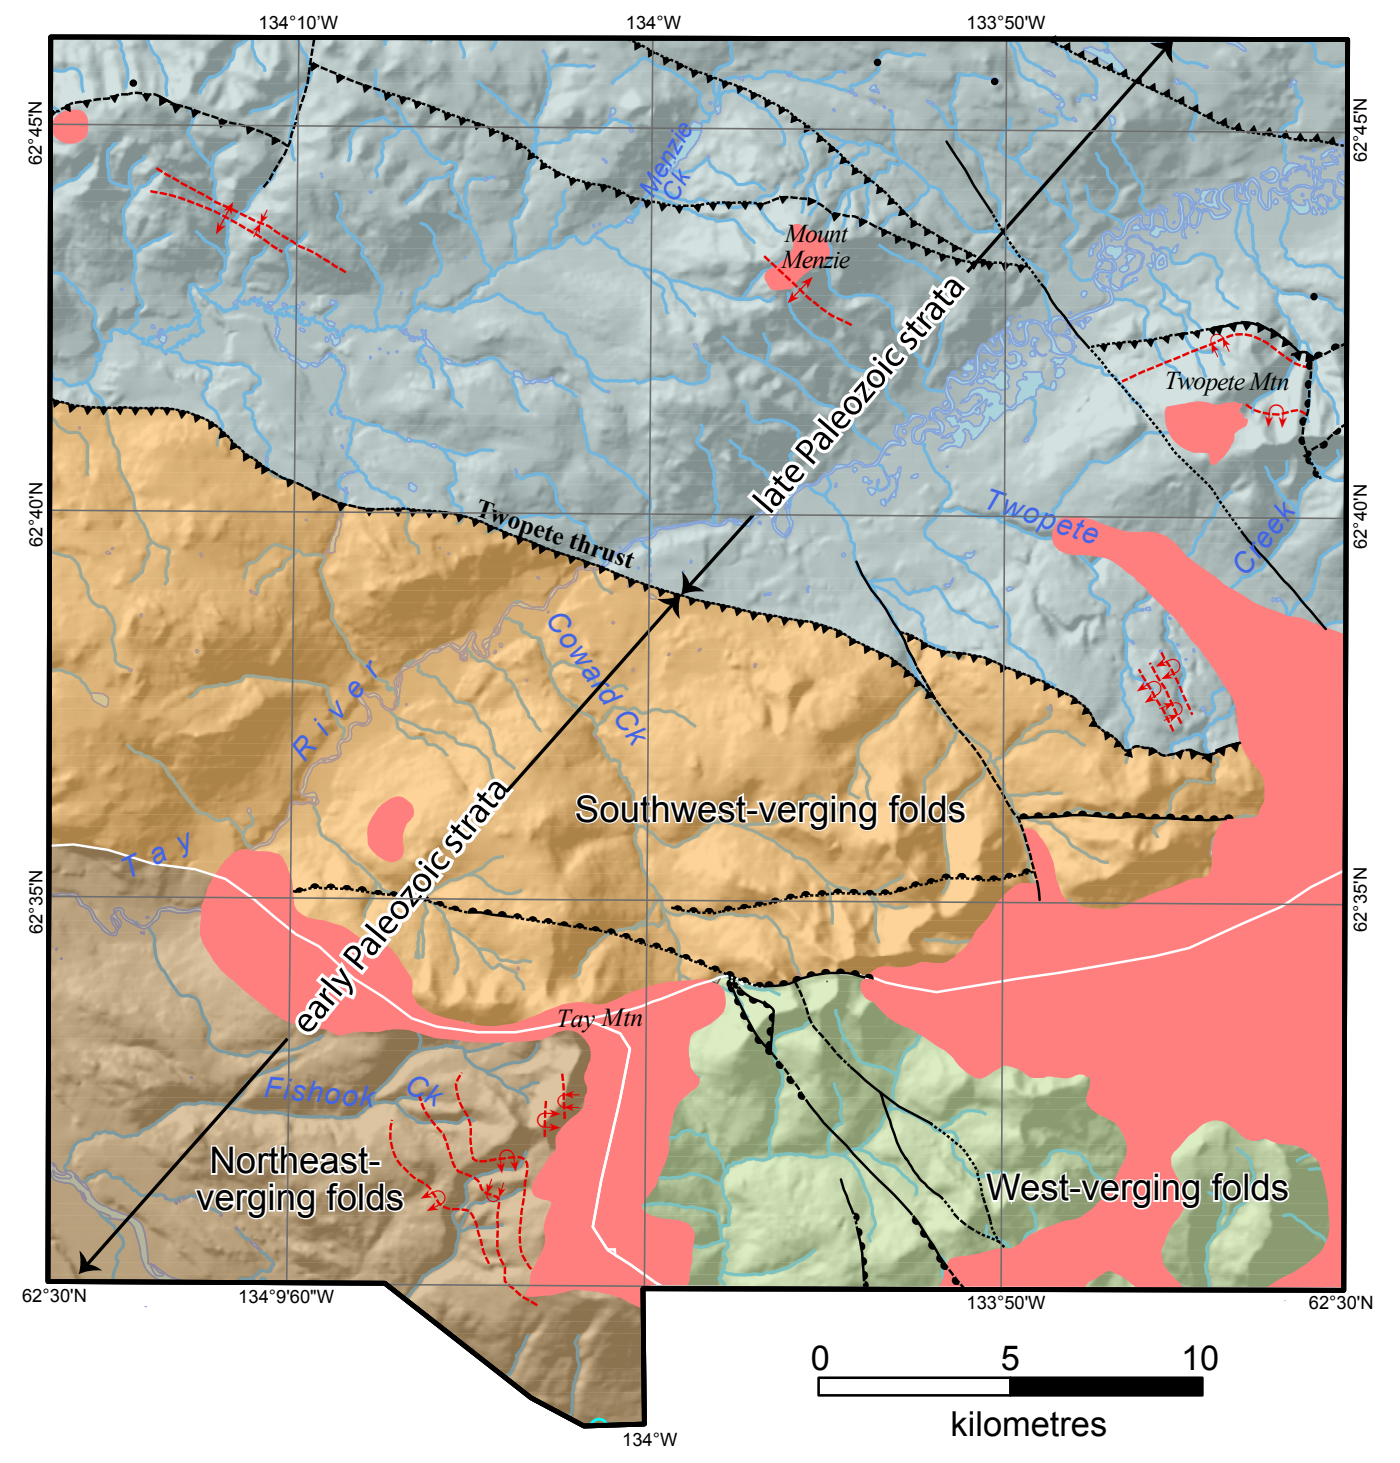 134°10'W
134°W
133°50'W
62°45'N
62°45'N
Menzie
Ck
Mount
Menzie
late Paleozoic strata
Twopete Mtn
62°40'N
62°40'N
Twopete
Creek
Twopete thrust
Coward Ck
River
Tay
Southwest-verging folds
early Paleozoic strata
62°35'N
62°35'N
Tay Mtn
Fishook Ck
Northeast-
verging folds
West-verging folds
62°30'N
134°9'60"W
133°50'W
62°30'N
134°W
0 5 10
kilometres